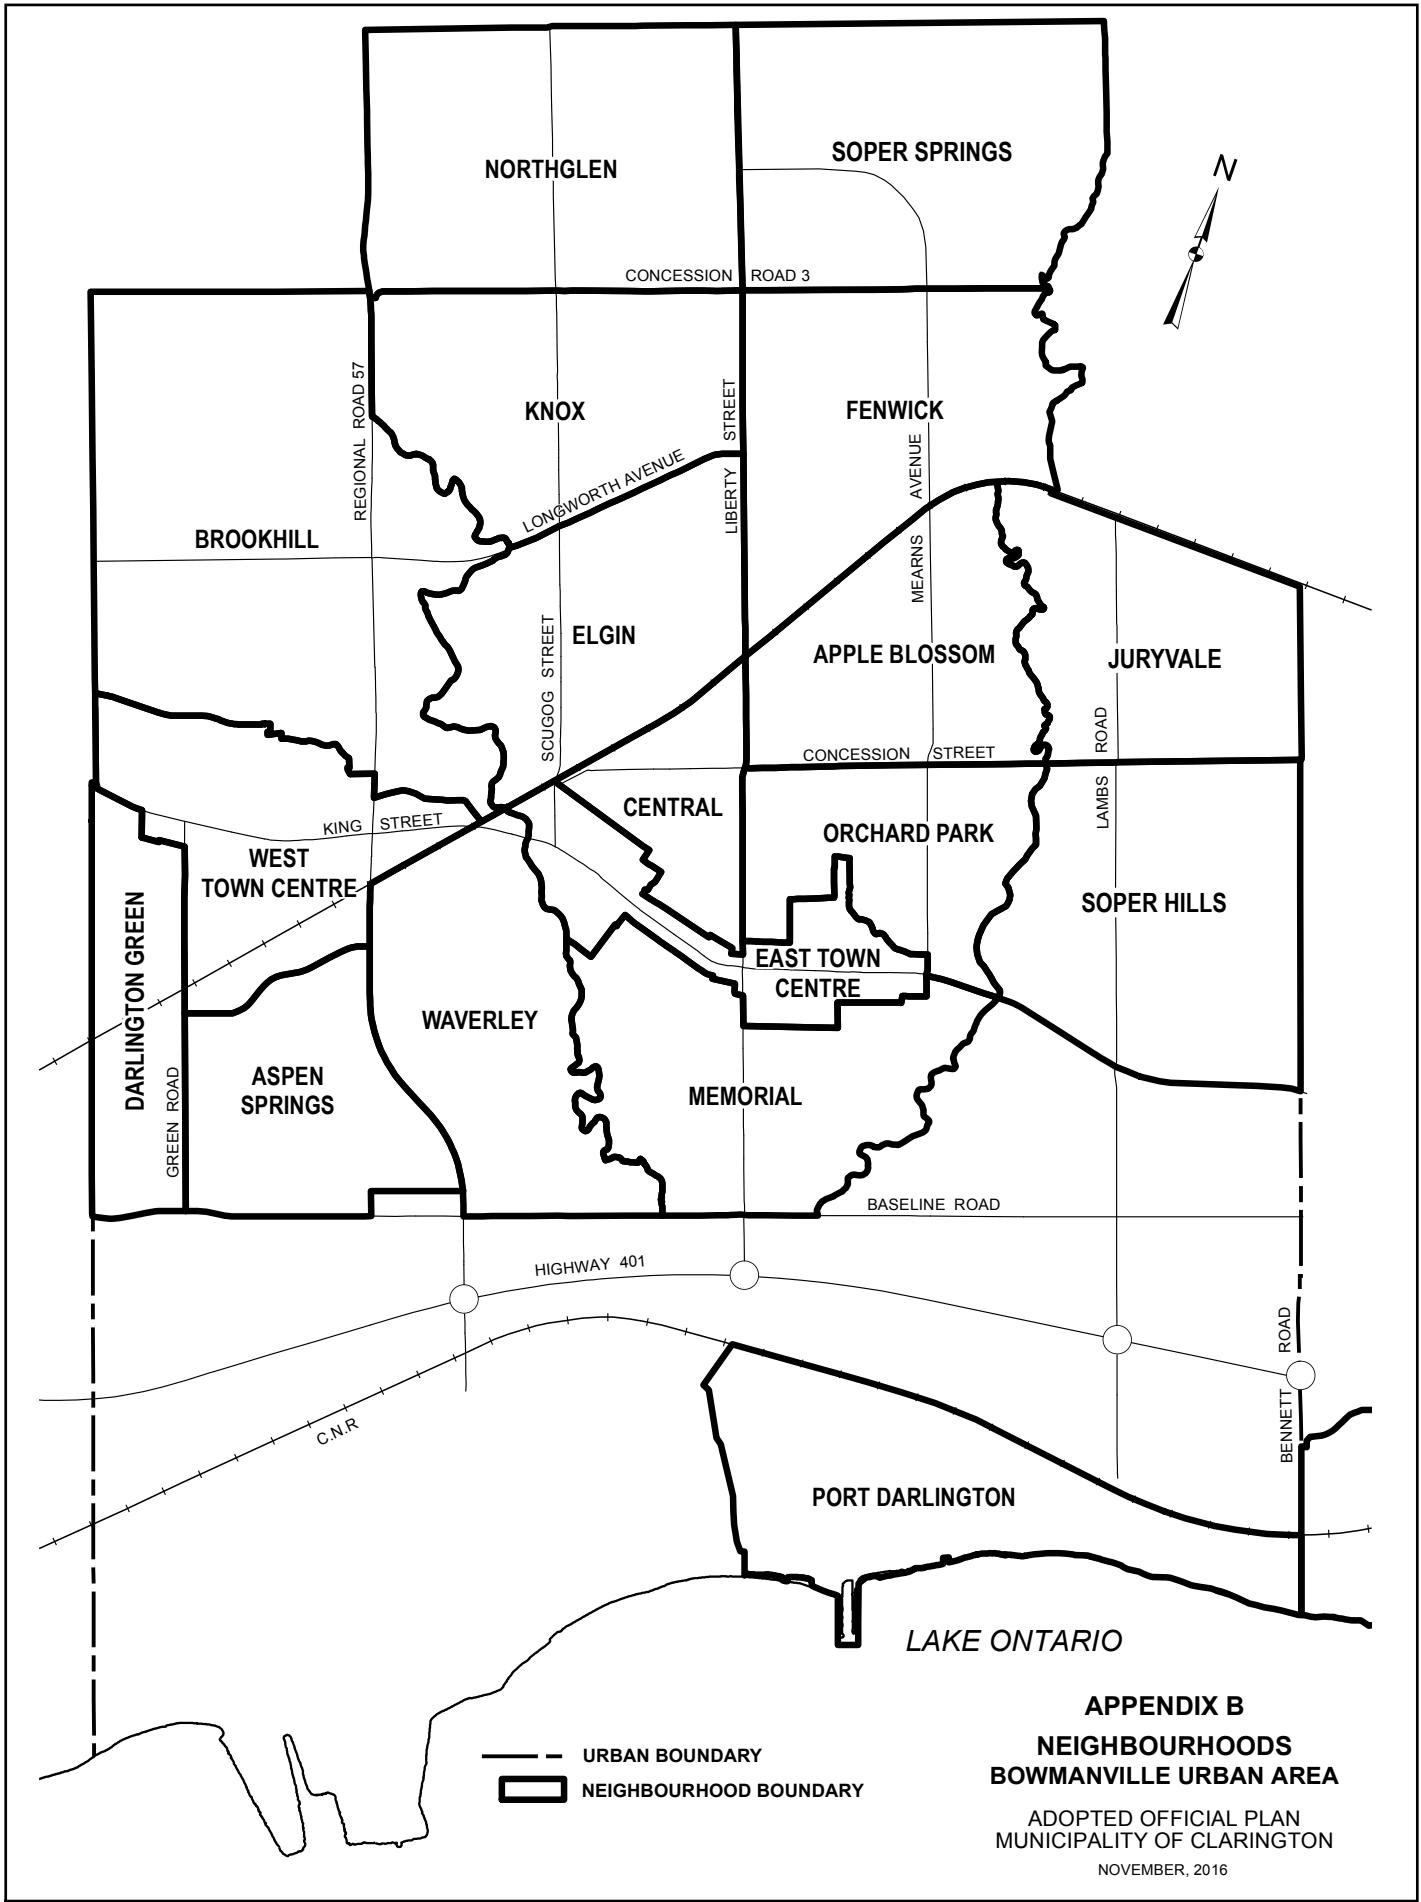 N
NORTHGLEN
SOPER SPRINGS
CONCESSION ROAD 3
REGIONAL ROAD 57
KNOX
LIBERTY STREET
FENWICK
LONGWORTH AVENUE
MEARNS AVENUE
BROOKHILL
SCUGOG STREET
ELGIN
APPLE BLOSSOM
JURYVALE
CONCESSION STREET
LAMBS ROAD
KING STREET
CENTRAL
ORCHARD PARK
WEST
TOWN CENTRE
SOPER HILLS
DARLINGTON GREEN
EAST TOWN
CENTRE
WAVERLEY
GREEN ROAD
ASPEN
SPRINGS
MEMORIAL
BASELINE ROAD
HIGHWAY 401
BENNETT ROAD
C.N.R
PORT DARLINGTON
LAKE ONTARIO
URBAN BOUNDARY
NEIGHBOURHOOD BOUNDARY
APPENDIX B
NEIGHBOURHOODS
BOWMANVILLE URBAN AREA
ADOPTED OFFICIAL PLAN
MUNICIPALITY OF CLARINGTON
NOVEMBER, 2016